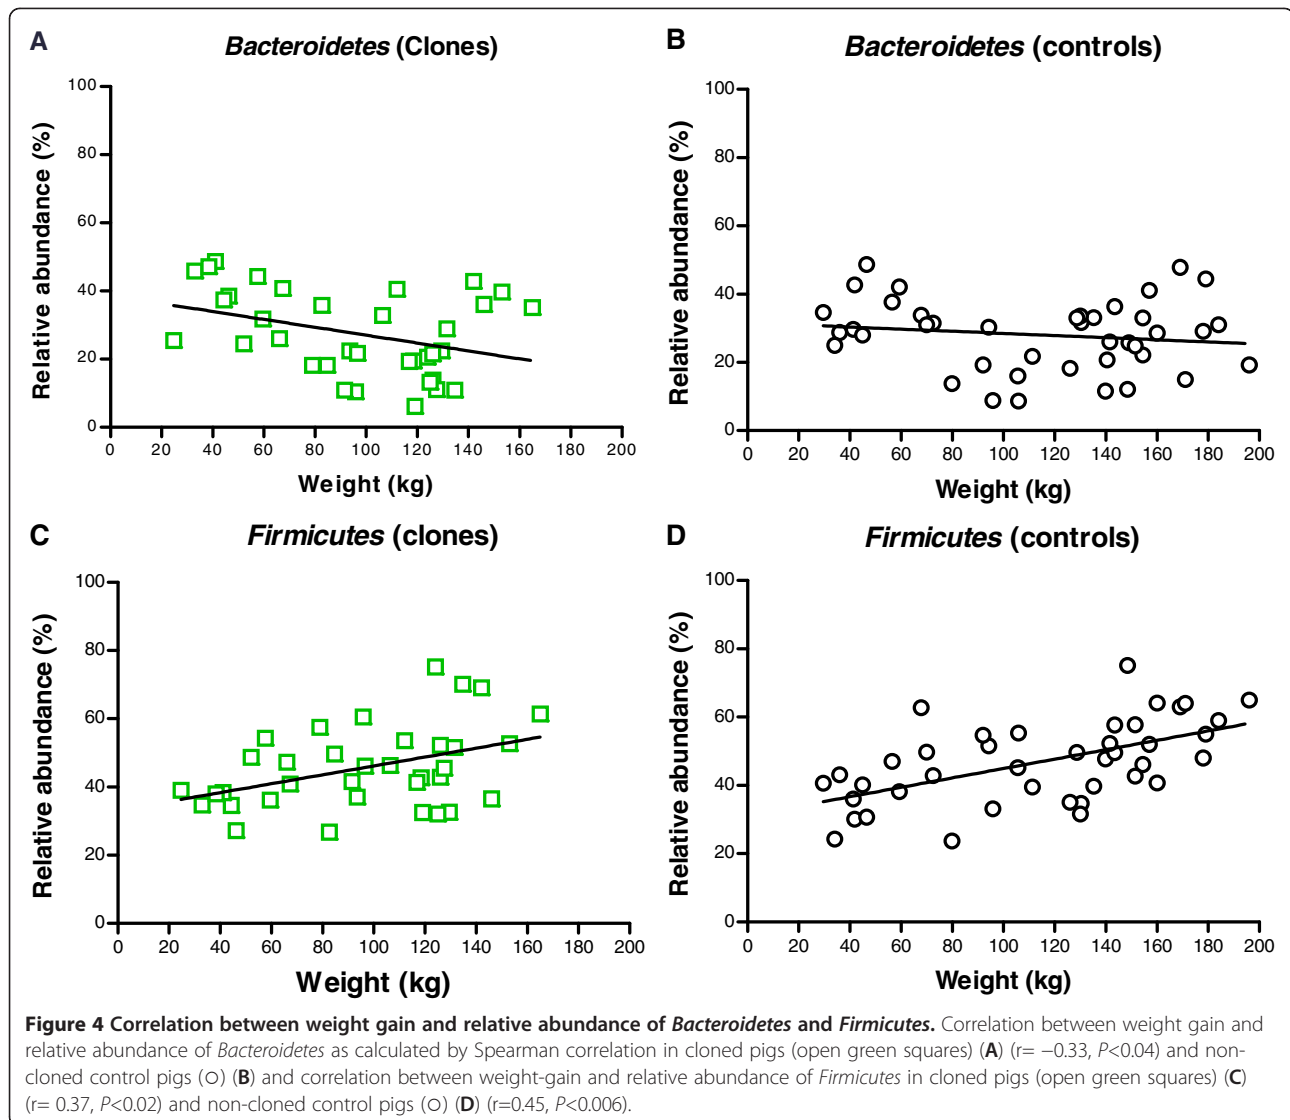 A
Bacteroidetes (Clones)
Relative abundance (%)
100
80
60
40
20
0
0 20 40 60 80 100 120 140 160 180 200
Weight (kg)
B
Bacteroidetes (controls)
Relative abundance (%)
100
80
60
40
20
0
0 20 40 60 80 100 120 140 160 180 200
Weight (kg)
C
Firmicutes (clones)
Relative abundance (%)
100
80
60
40
20
0
0 20 40 60 80 100 120 140 160 180 200
Weight (kg)
D
Firmicutes (controls)
Relative abundance (%)
100
80
60
40
20
0
0 20 40 60 80 100 120 140 160 180 200
Weight (kg)
Figure 4 Correlation between weight gain and relative abundance of Bacteroidetes and Firmicutes. Correlation between weight gain and
relative abundance of Bacteroidetes as calculated by Spearman correlation in cloned pigs (open green squares) (A) (r= −0.33, P<0.04) and non-
cloned control pigs (O) (B) and correlation between weight-gain and relative abundance of Firmicutes in cloned pigs (open green squares) (C)
(r= 0.37, P<0.02) and non-cloned control pigs (O) (D) (r=0.45, P<0.006).